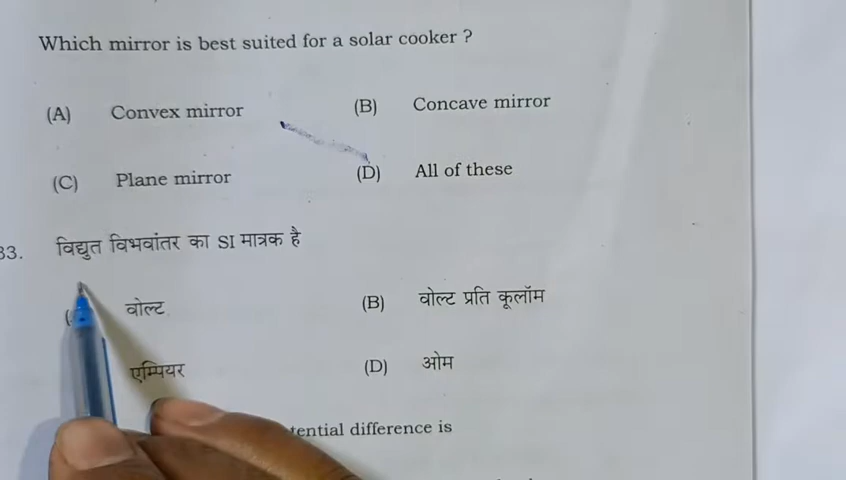 Which mirror is best suited for a solar cooker ?
(A) Convex mirror (B) Concave mirror
(C) Plane mirror (D) All of these
33. विद्युत विभवांतर का SI मात्रक है
वोल्ट (B) वोल्ट प्रति कूलॉम
एम्पियर (D) ओम
difference is